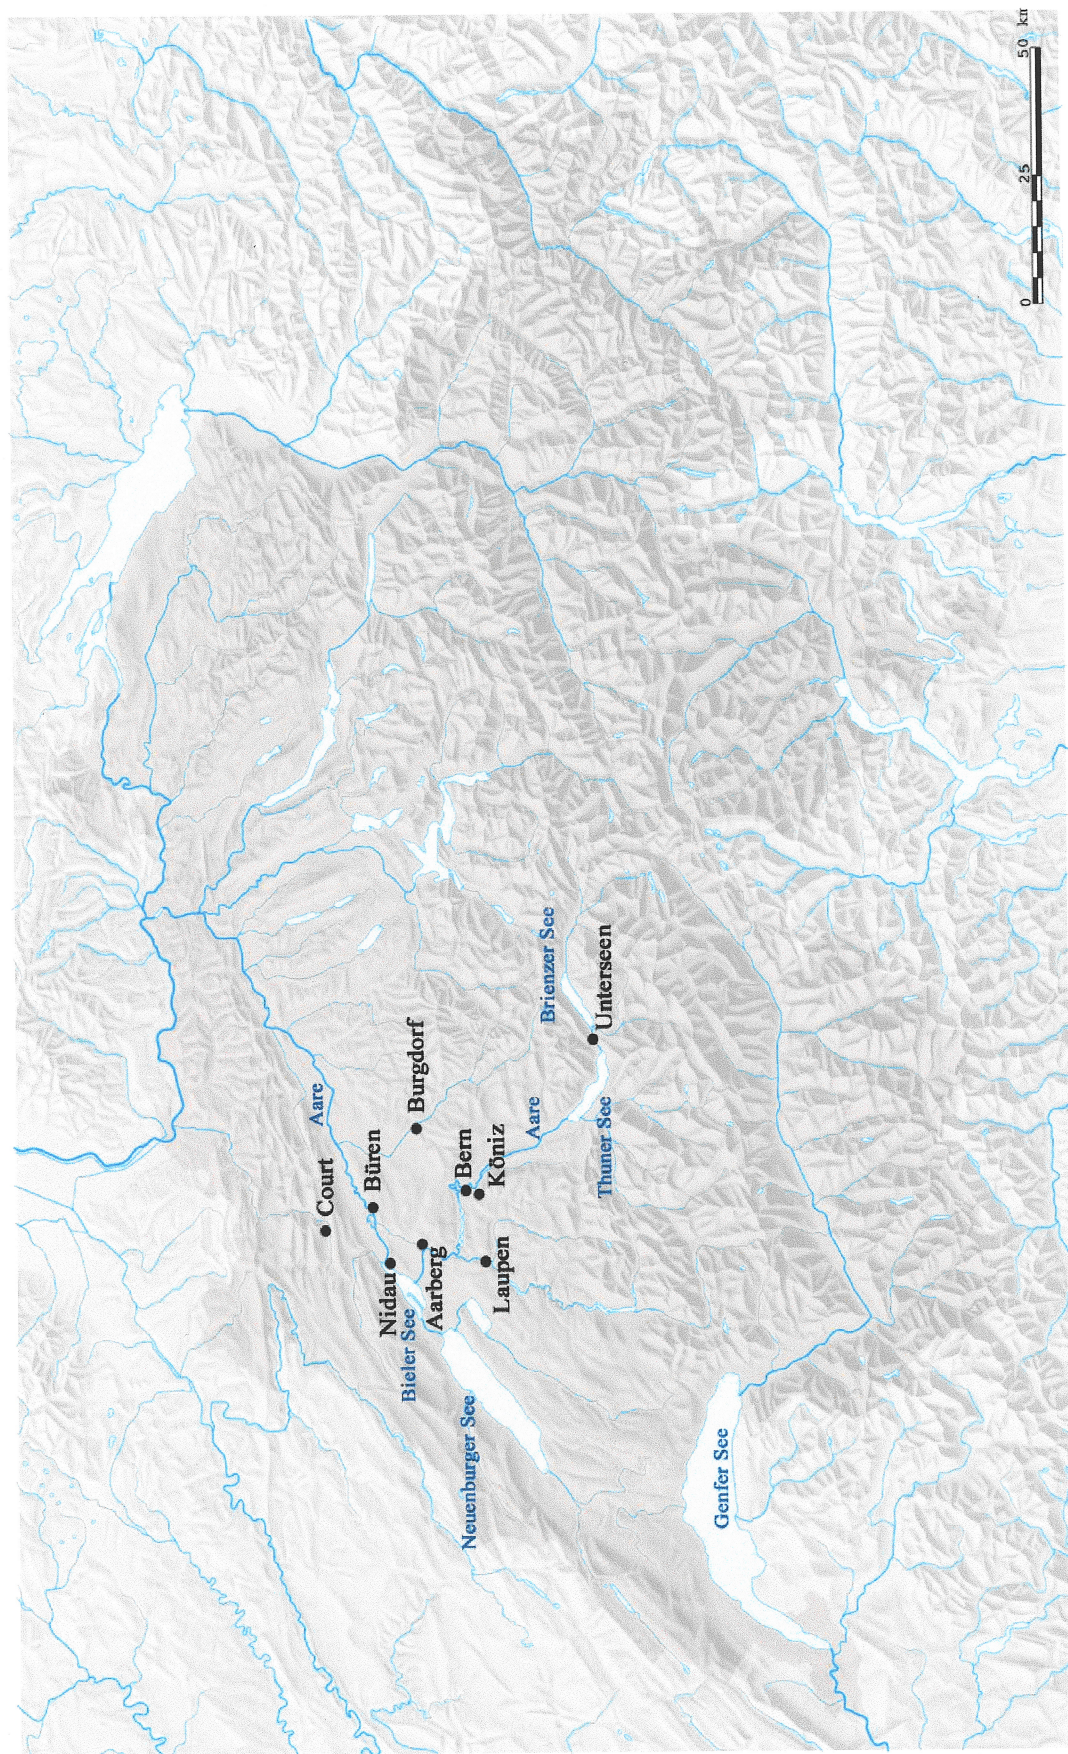 Court
Aare
Büren
Nidau
Bieler See
Burgdorf
Aarberg
Bern
Köniz
Neuenburger See
Laupen
Aare
Brienzer See
Unterseen
Thuner See
Genfer See
0 25 50 km